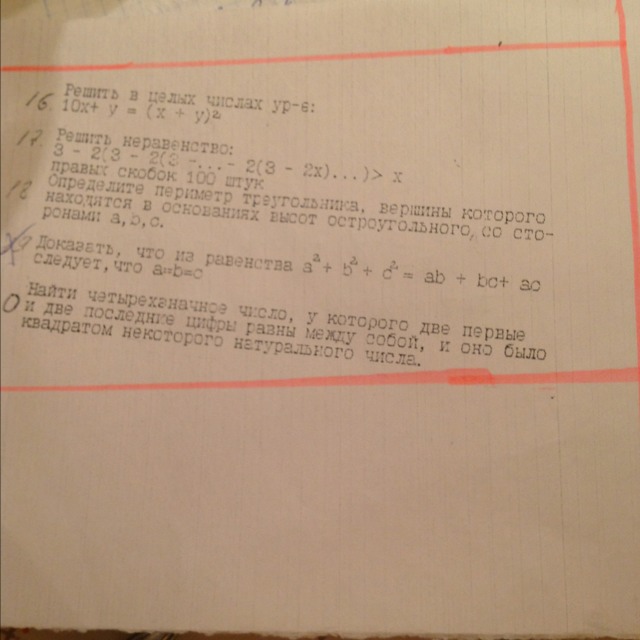 16. Решить в целых числах ур-е:
10x+ y = (x + y)²
17. Решить неравенство:
3 - 2(3 - 2(3 -...- 2(3 - 2x)...)> x
правых скобок 100 штук
18 Определите периметр треугольника, вершины которого
находятся в основаниях высот остроугольного, со сто-
ронами a,b,c.
Доказать, что из равенства a² + b² + c² = ab + bc+ ac
следует,что a=b=c
0 Найти четырехзначное число, у которого две первые
и две последние цифры равны между собой, и оно было
квадратом некоторого натурального числа.